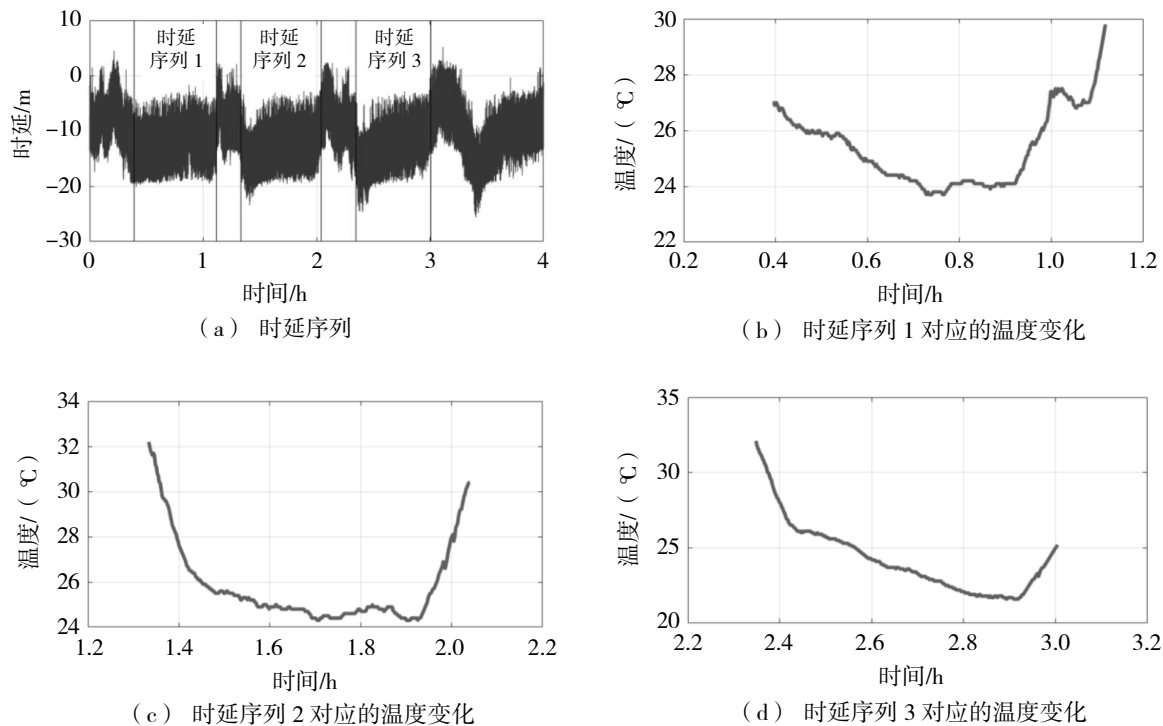 10
0
−10
−20
−30
时延/m
时延
序列 1
时延
序列 2
时延
序列 3
0
1
2
3
4
时间/h
（a） 时延序列
30
28
26
24
22
温度/（℃）
0.2
0.4
0.6
0.8
1.0
1.2
时间/h
（b） 时延序列 1 对应的温度变化
34
32
30
28
26
24
温度/（℃）
1.2
1.4
1.6
1.8
2.0
2.2
时间/h
（c） 时延序列 2 对应的温度变化
35
30
25
20
温度/（℃）
2.2
2.4
2.6
2.8
3.0
3.2
时间/h
（d） 时延序列 3 对应的温度变化